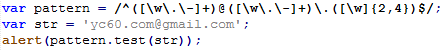 var pattern = /^([\w\.\-]+)@([\w\.\-]+)\.([\w]{2,4})$/;
var str = 'yc60.com@gmail.com';
alert(pattern.test(str));